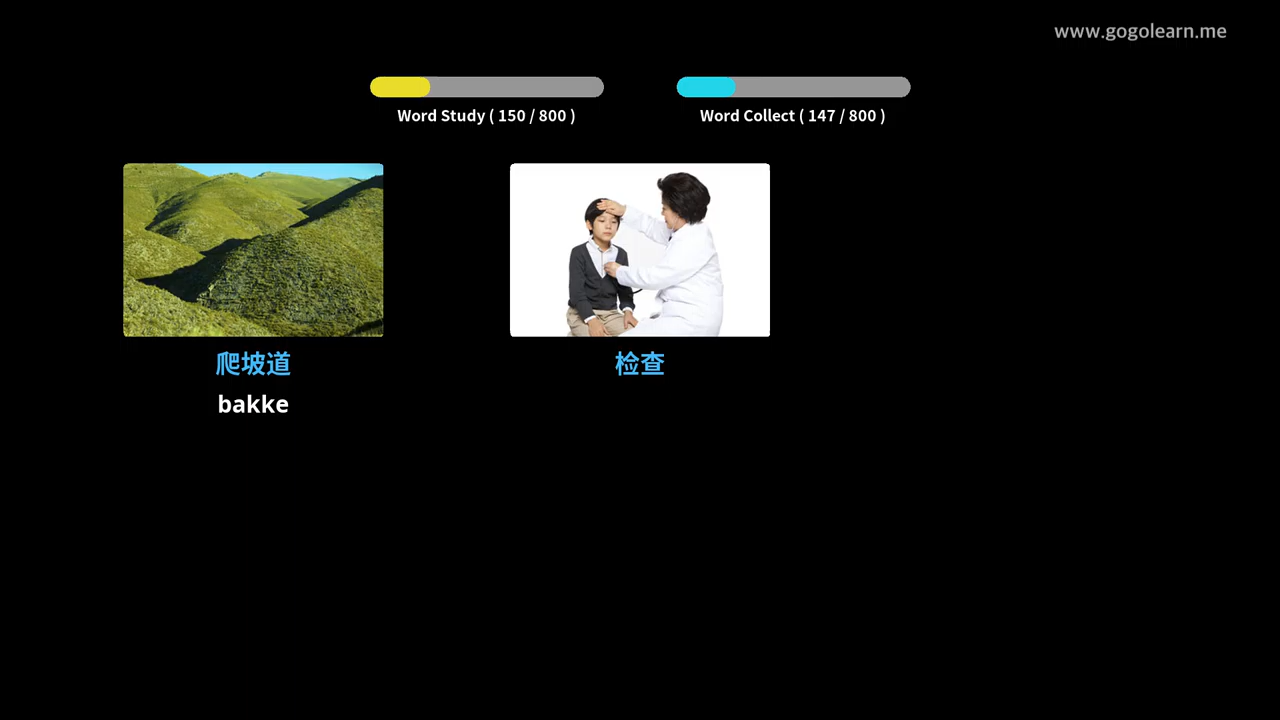 www.gogolearn.me
Word Study ( 150 / 800 )
Word Collect ( 147 / 800 )
爬坡道
检查
bakke